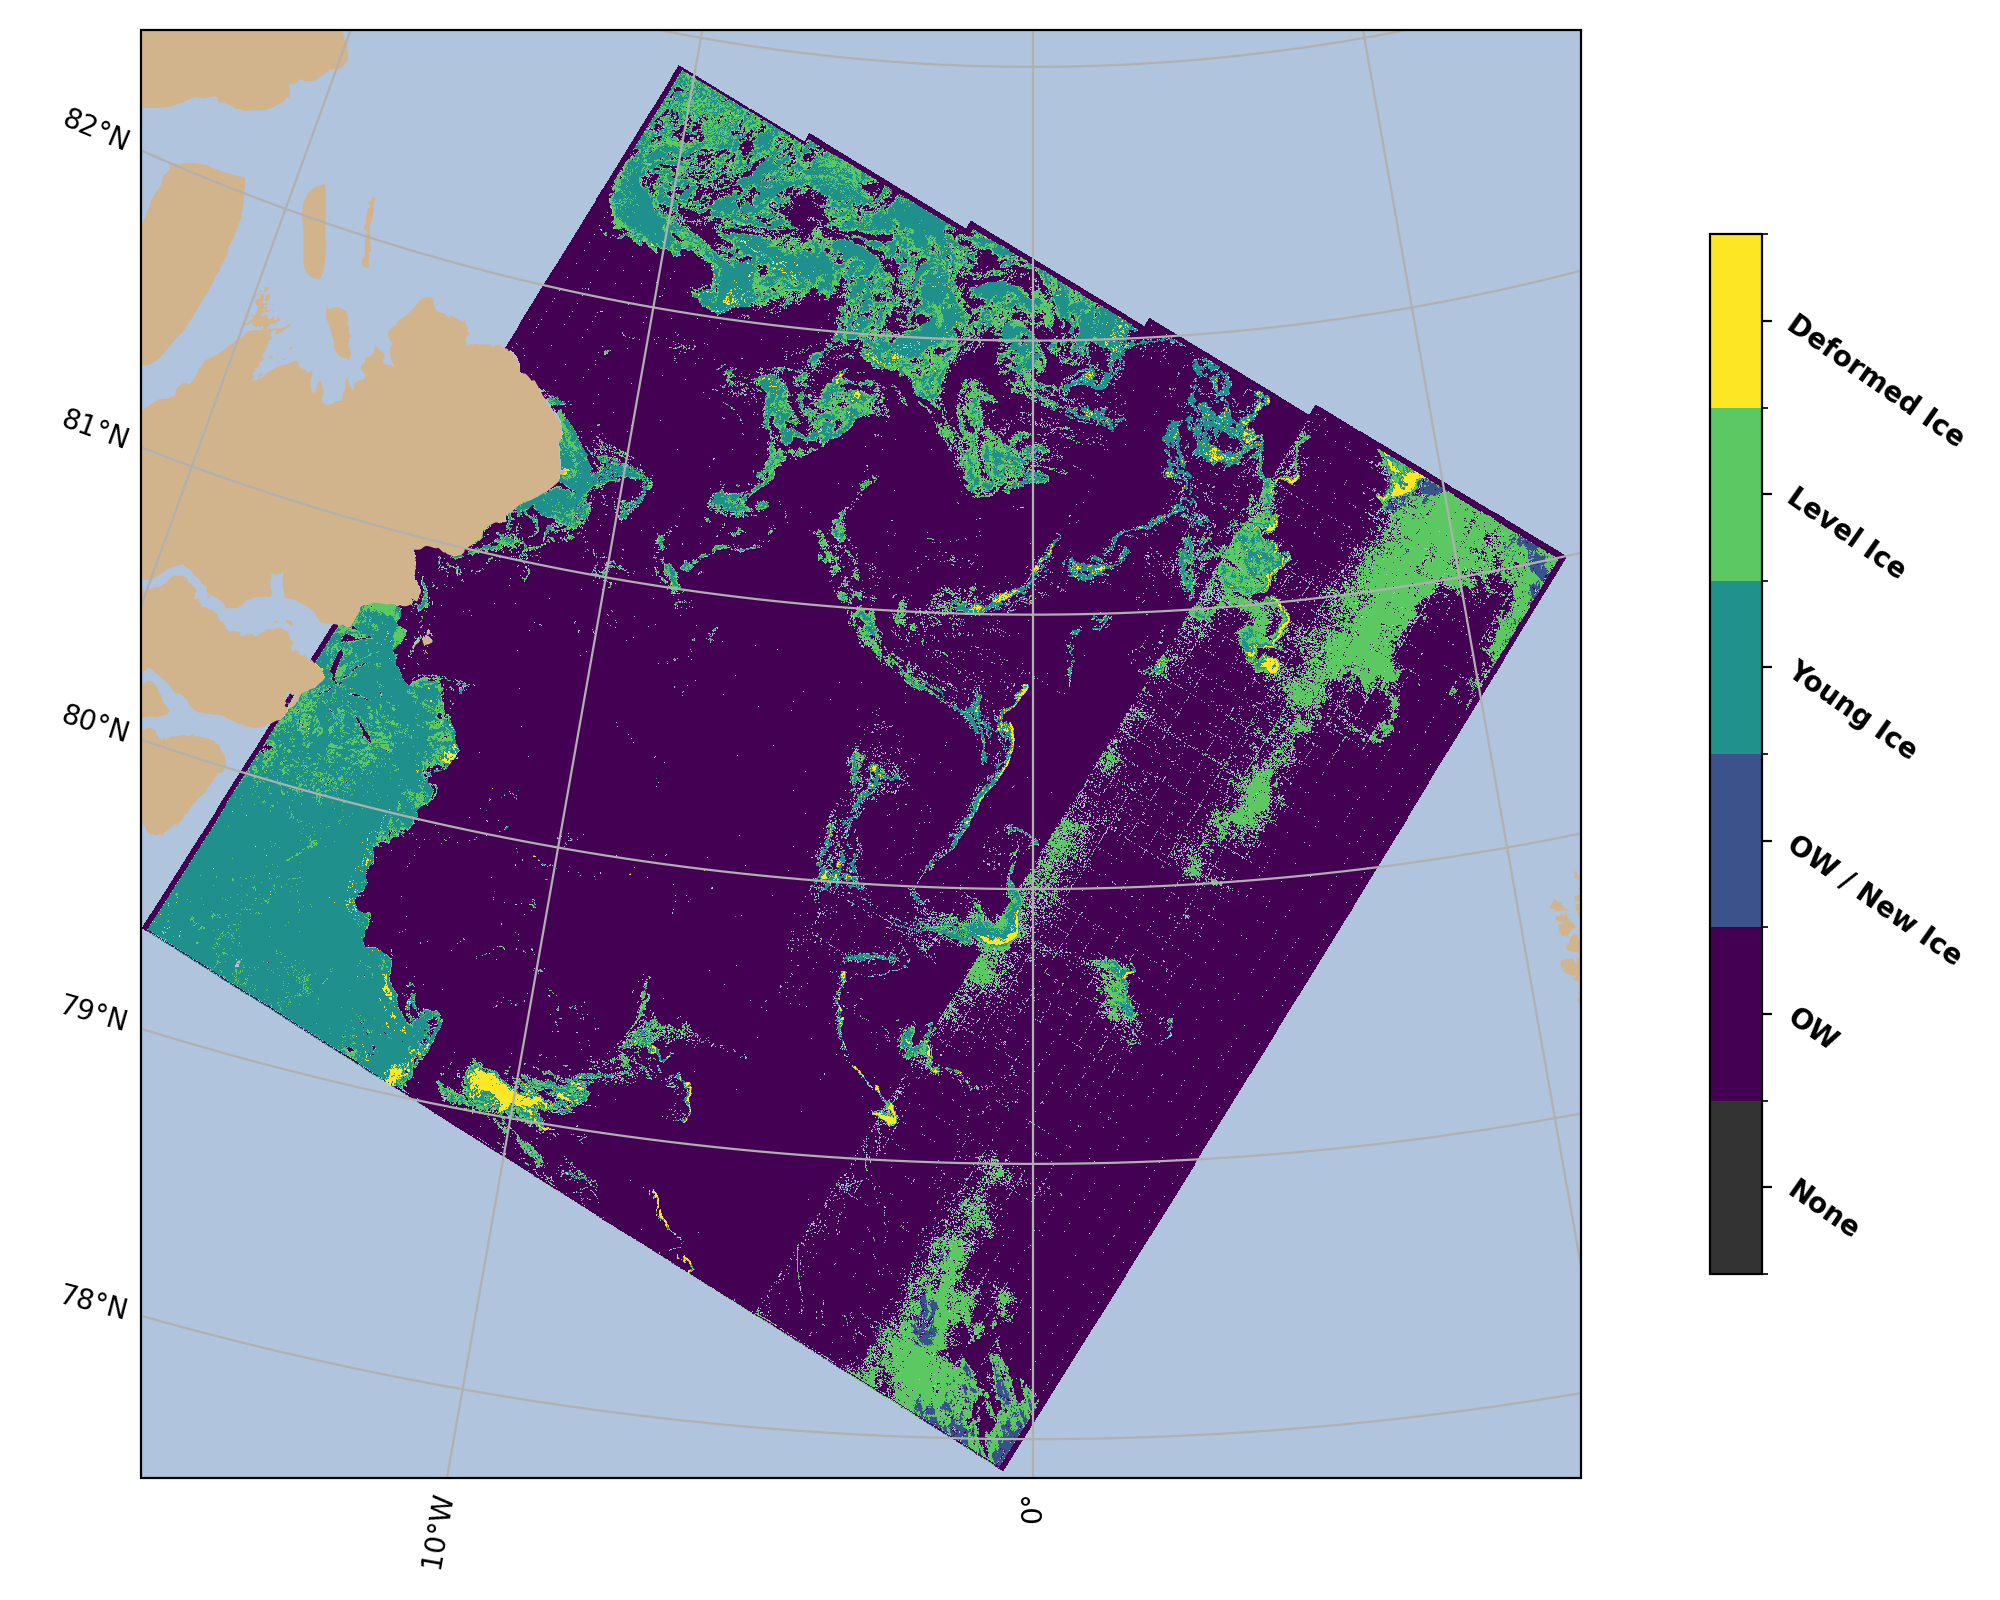 82°N
81°N
80°N
79°N
78°N
10°W
0°
Deformed Ice
Level Ice
Young Ice
OW / New Ice
OW
None